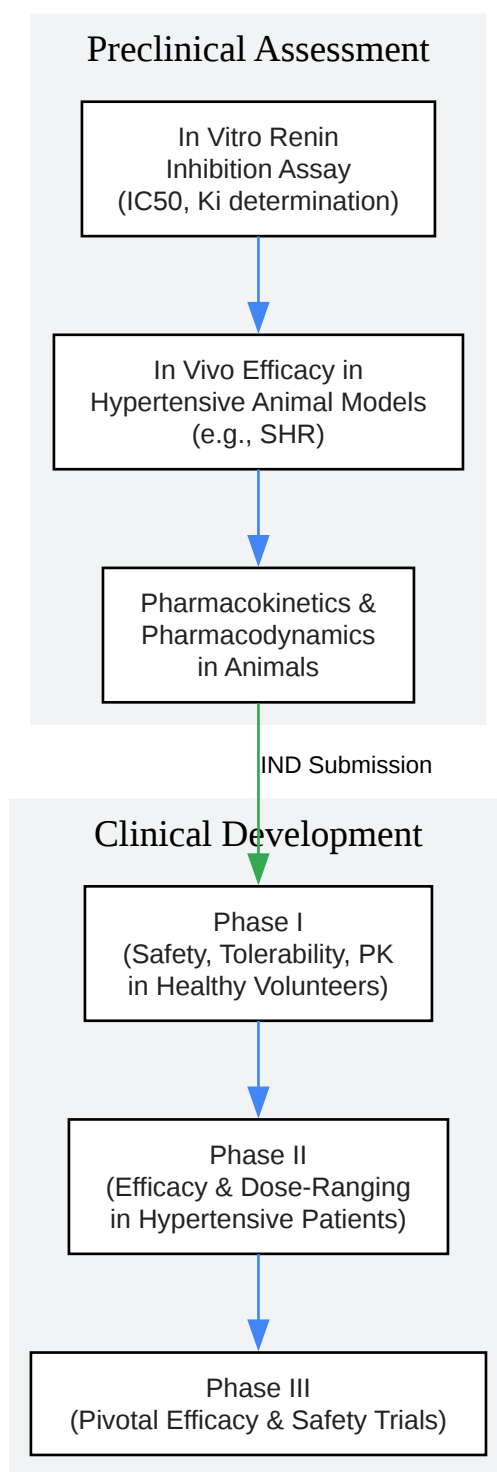 Preclinical Assessment
In Vitro Renin
Inhibition Assay
(IC50, Ki determination)
In Vivo Efficacy in
Hypertensive Animal Models
(e.g., SHR)
Pharmacokinetics &
Pharmacodynamics
in Animals
IND Submission
Clinical Development
Phase I
(Safety, Tolerability, PK
in Healthy Volunteers)
Phase II
(Efficacy & Dose-Ranging
in Hypertensive Patients)
Phase III
(Pivotal Efficacy & Safety Trials)